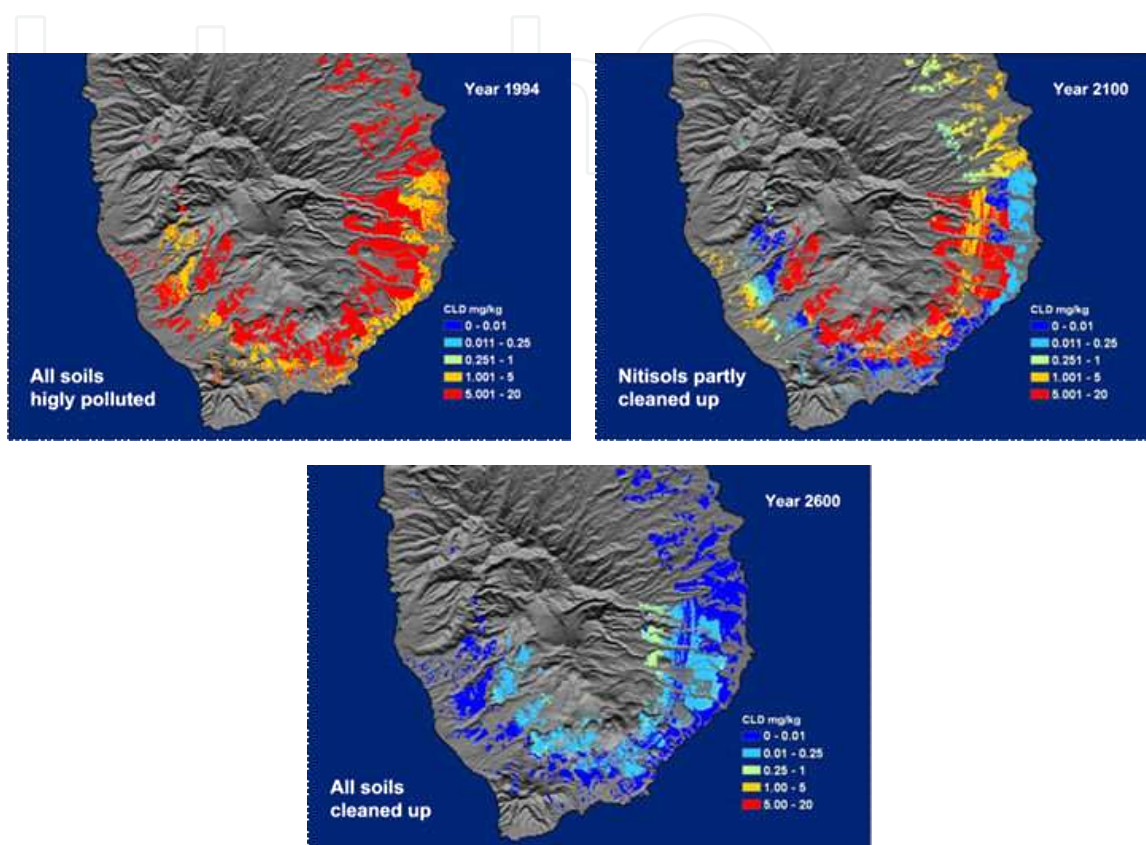 Year 1994
CLD mg/kg
0 - 0.01
0.011 - 0.25
0.251 - 1
1.001 - 5
5.001 - 20
All soils
higly polluted
Year 2100
CLD mg/kg
0 - 0.01
0.011 - 0.25
0.251 - 1
1.001 - 5
5.001 - 20
Nitisols partly
cleaned up
Year 2600
CLD mg/kg
0 - 0.01
0.01 - 0.25
0.25 - 1
1.00 - 5
5.00 - 20
All soils
cleaned up